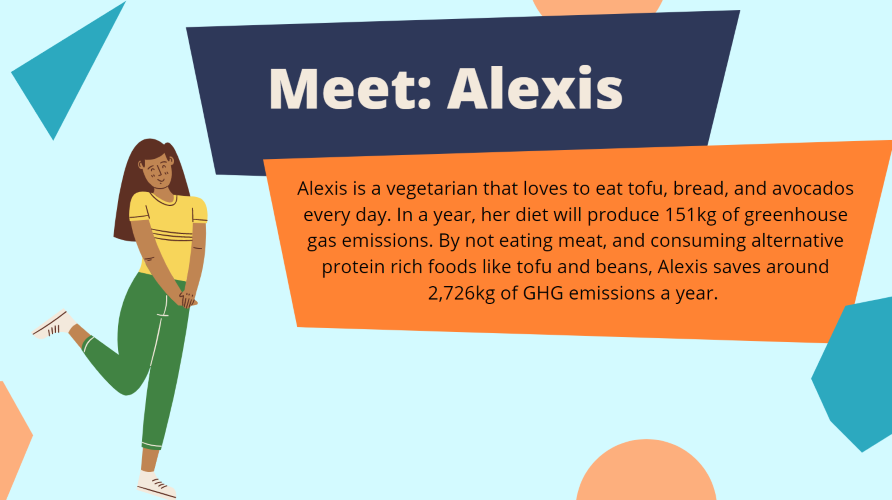 Meet: Alexis
Alexis is a vegetarian that loves to eat tofu, bread, and avocados
every day. In a year, her diet will produce 151kg of greenhouse
gas emissions. By not eating meat, and consuming alternative
protein rich foods like tofu and beans, Alexis saves around
2,726kg of GHG emissions a year.